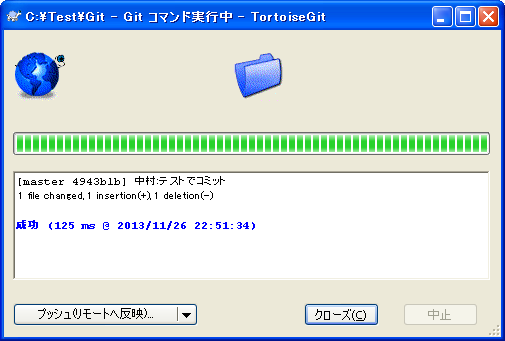 C:¥Test¥Git - Git コマンド実行中 - TortoiseGit
[master 4943b1b] 中村:テストでコミット
1 file changed, 1 insertion(+), 1 deletion(-)
成功 (125 ms @ 2013/11/26 22:51:34)
プッシュ(リモートへ反映)...
クローズ(C)
中止